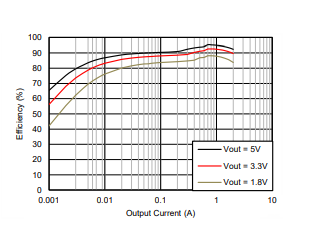 100
90
80
70
60
50
40
30
20
10
0
Efficiency (%)
0.001 0.01 0.1 1 10
Output Current (A)
Vout = 5V
Vout = 3.3V
Vout = 1.8V